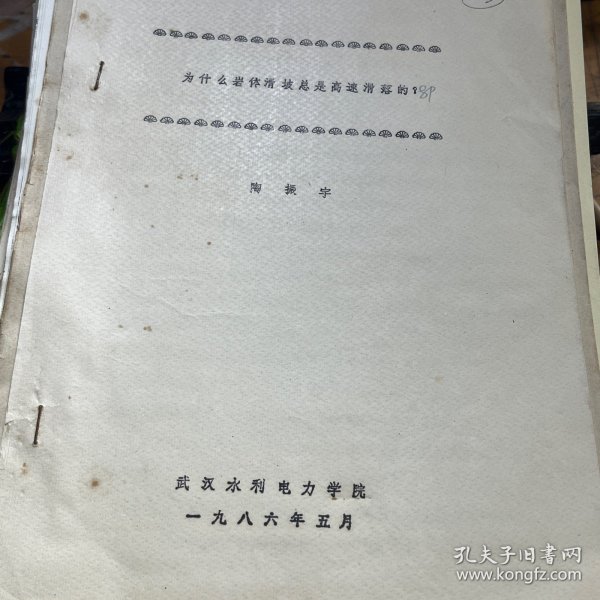 为什么岩体滑坡总是高速滑落的?8P
陶振宇
武汉水利电力学院
一九八六年五月
孔夫子旧书网
www.kongfz.com